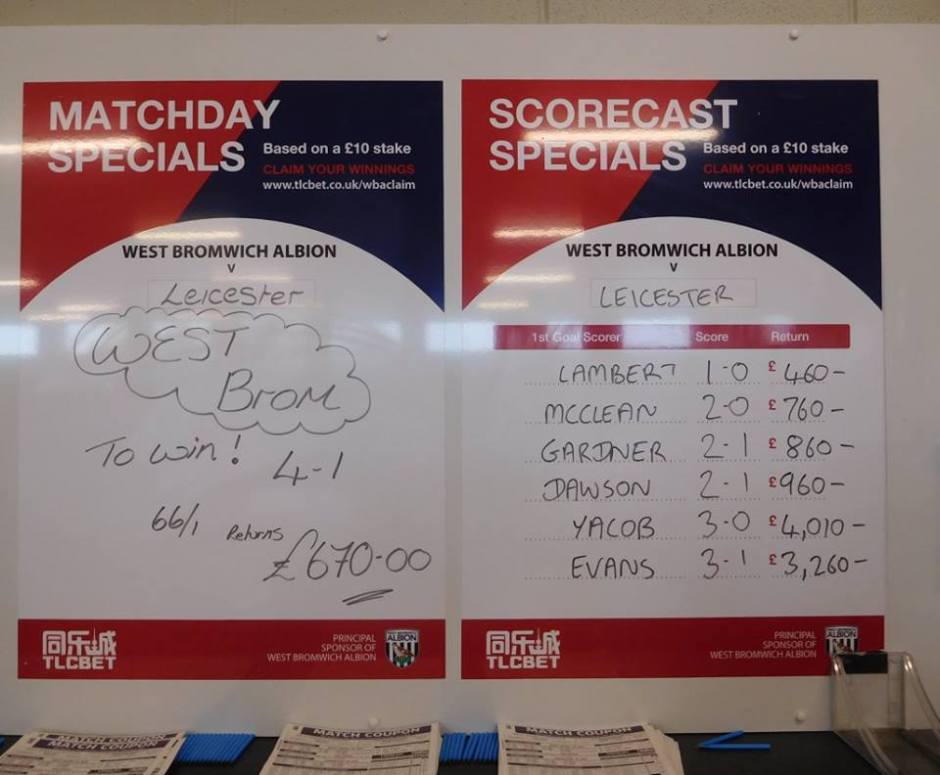 MATCHDAY
SPECIALS
Based on a £10 stake
CLAIM YOUR WINNINGS
www.tlcbet.co.uk/wbaclaim
WEST BROMWICH ALBION
V
Leicester
WEST
Brom
To win!
4-1
66/1 Returns
£670.00
同乐城
TLCBET
PRINCIPAL
SPONSOR OF
WEST BROMWICH ALBION
ALBION
SCORECAST
SPECIALS
Based on a £10 stake
CLAIM YOUR WINNINGS
www.tlcbet.co.uk/wbaclaim
WEST BROMWICH ALBION
V
LEICESTER
1st Goal Scorer Score Return
LAMBERT 1-0 £460-
MCCLEAN 2-0 £760-
GARDNER 2-1 £860-
DAWSON 2-1 £960-
YACOB 3-0 £4,010-
EVANS 3-1 £3,260-
同乐城
TLCBET
PRINCIPAL
SPONSOR OF
WEST BROMWICH ALBION
ALBION
MATCH COUPON
MATCH COUPON
MATCH COUPON
MATCH COUPON